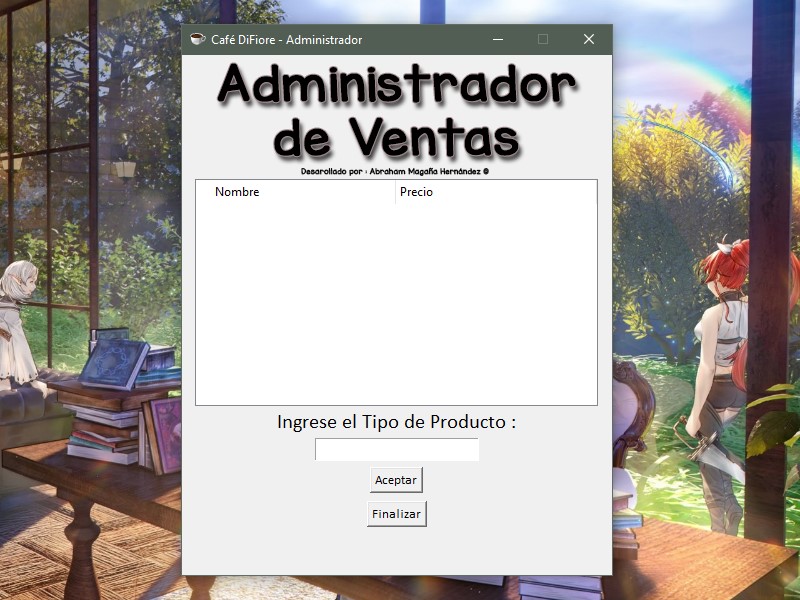 Café DiFiore - Administrador
Administrador
de Ventas
Desarollado por : Abraham Magaña Hernández ©
Nombre Precio
Ingrese el Tipo de Producto :
Aceptar
Finalizar